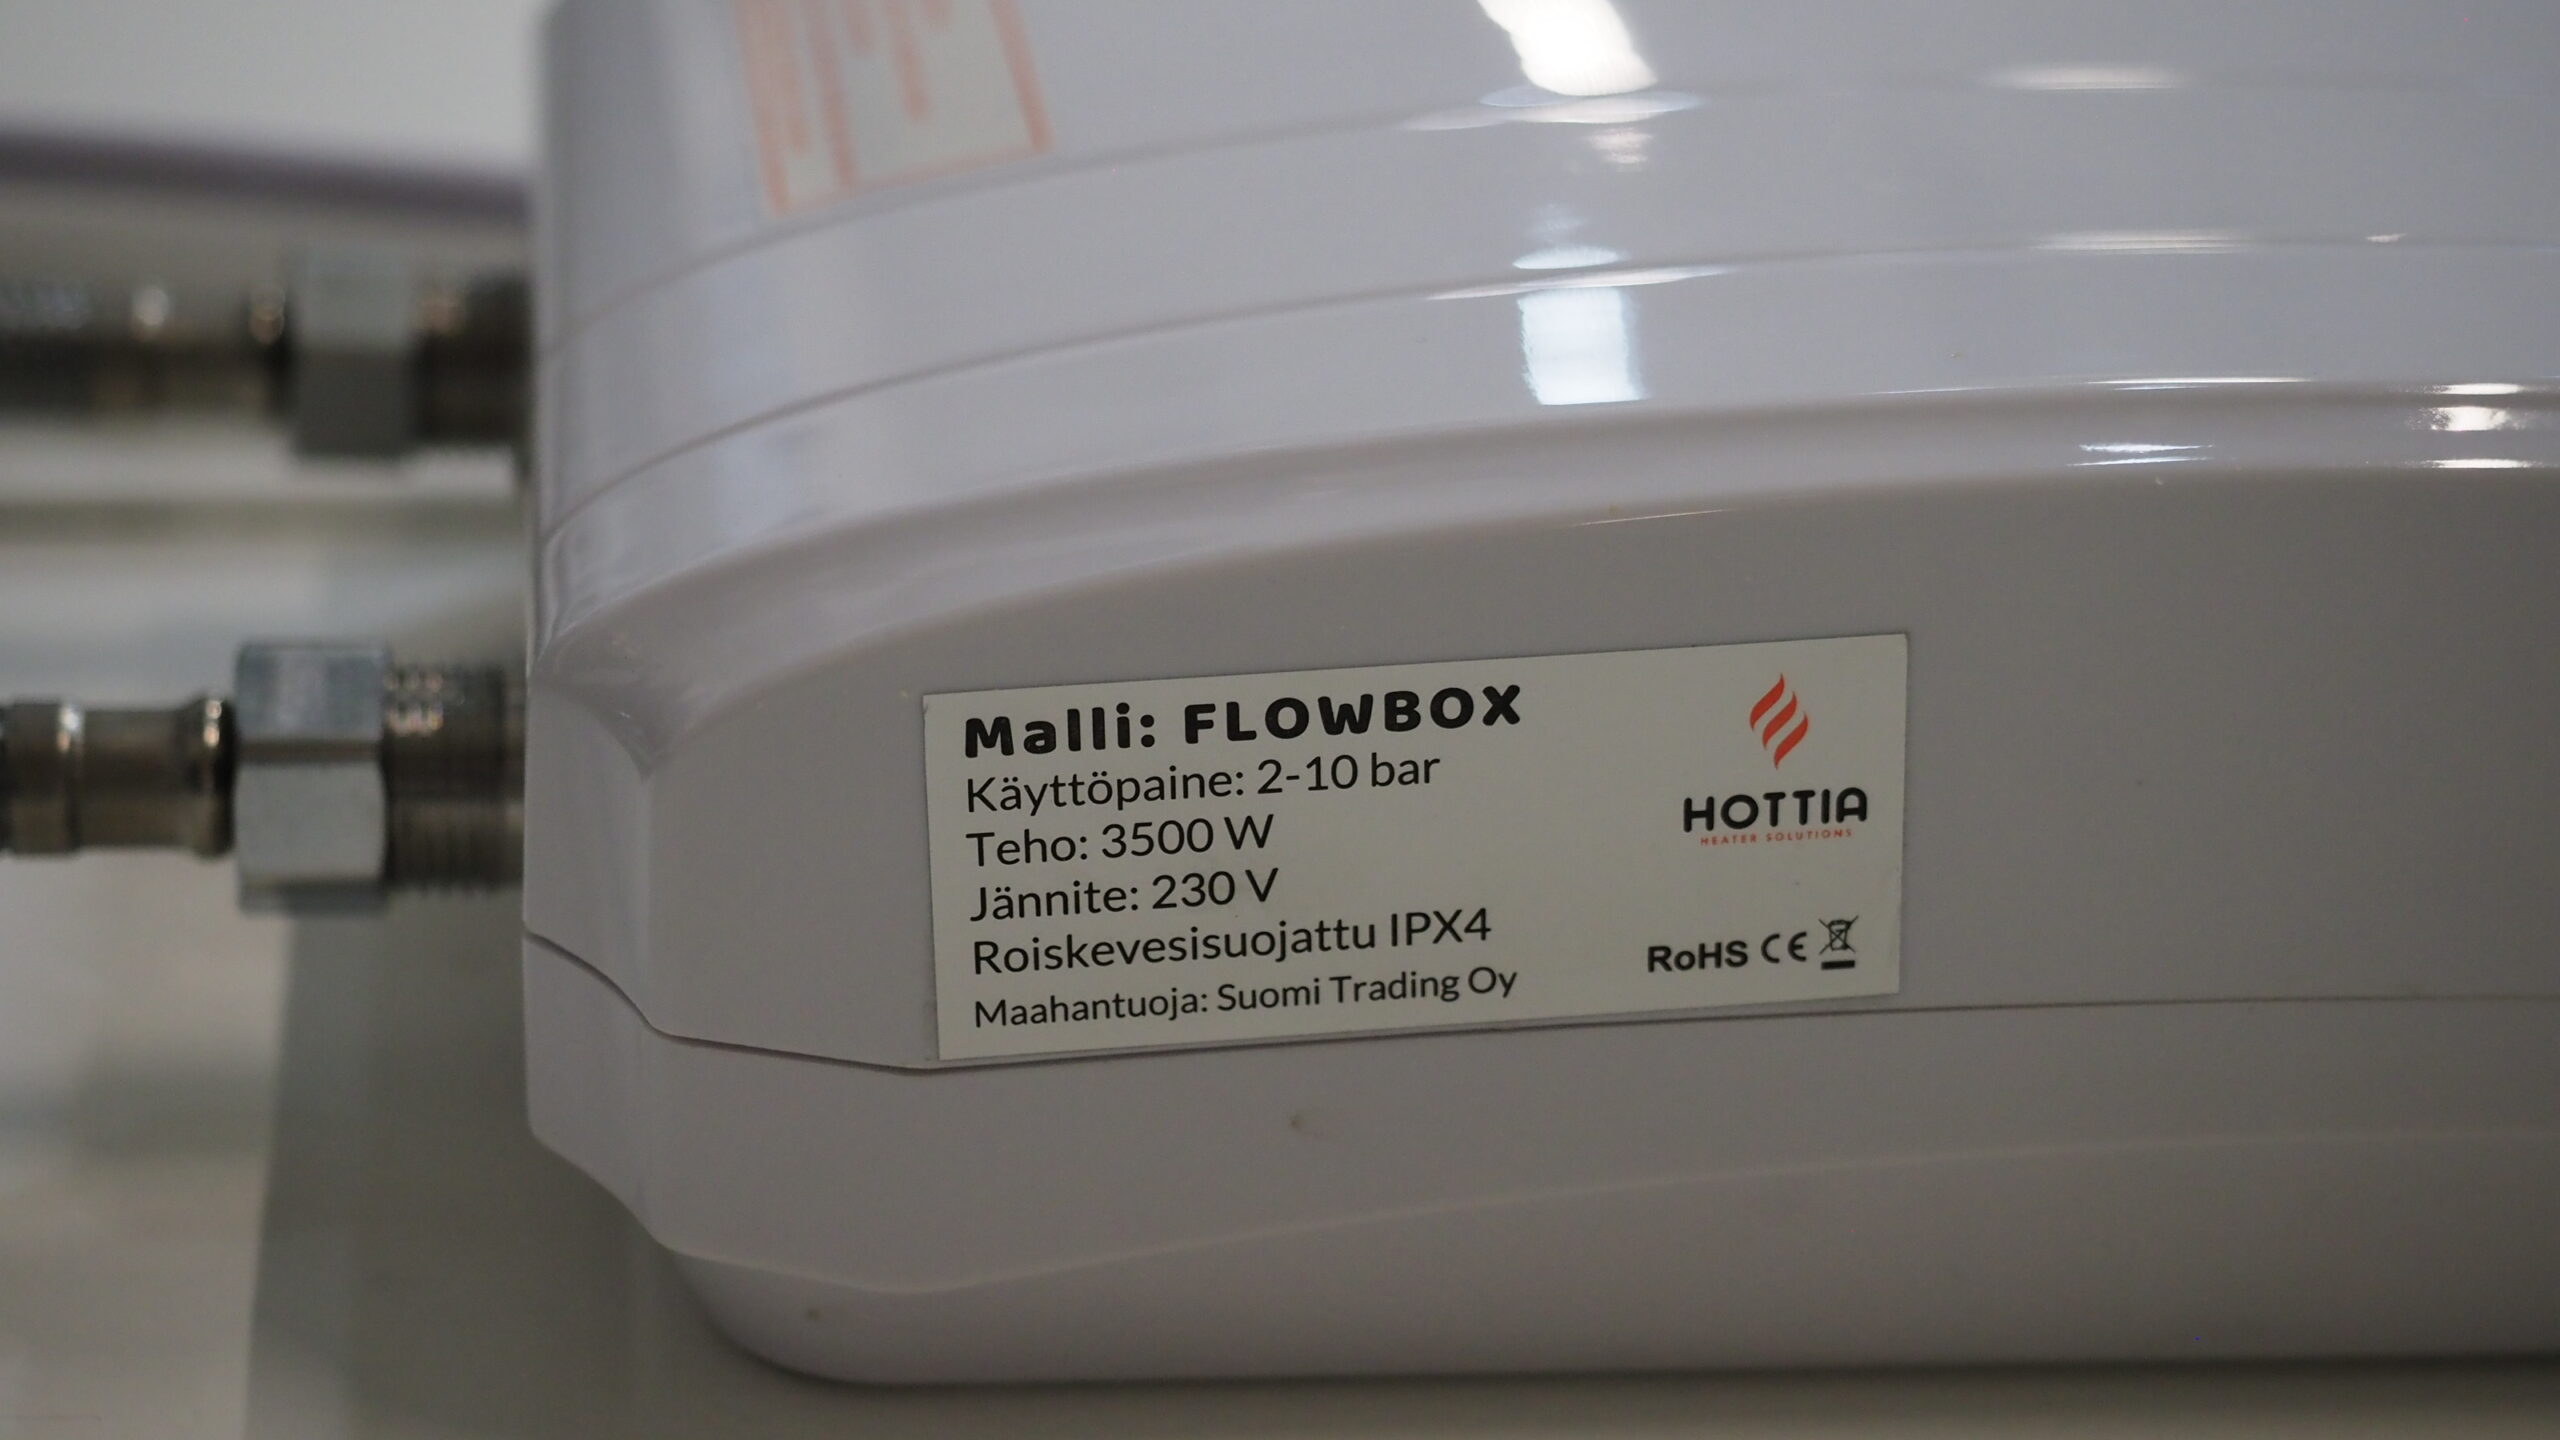 Malli: FLOWBOX
Käyttöpaine: 2-10 bar
Teho: 3500 W
Jännite: 230 V
Roiskevesisuojattu IPX4
Maahantuoja: Suomi Trading Oy
HOTTIA
HEATER SOLUTIONS
RoHS CE